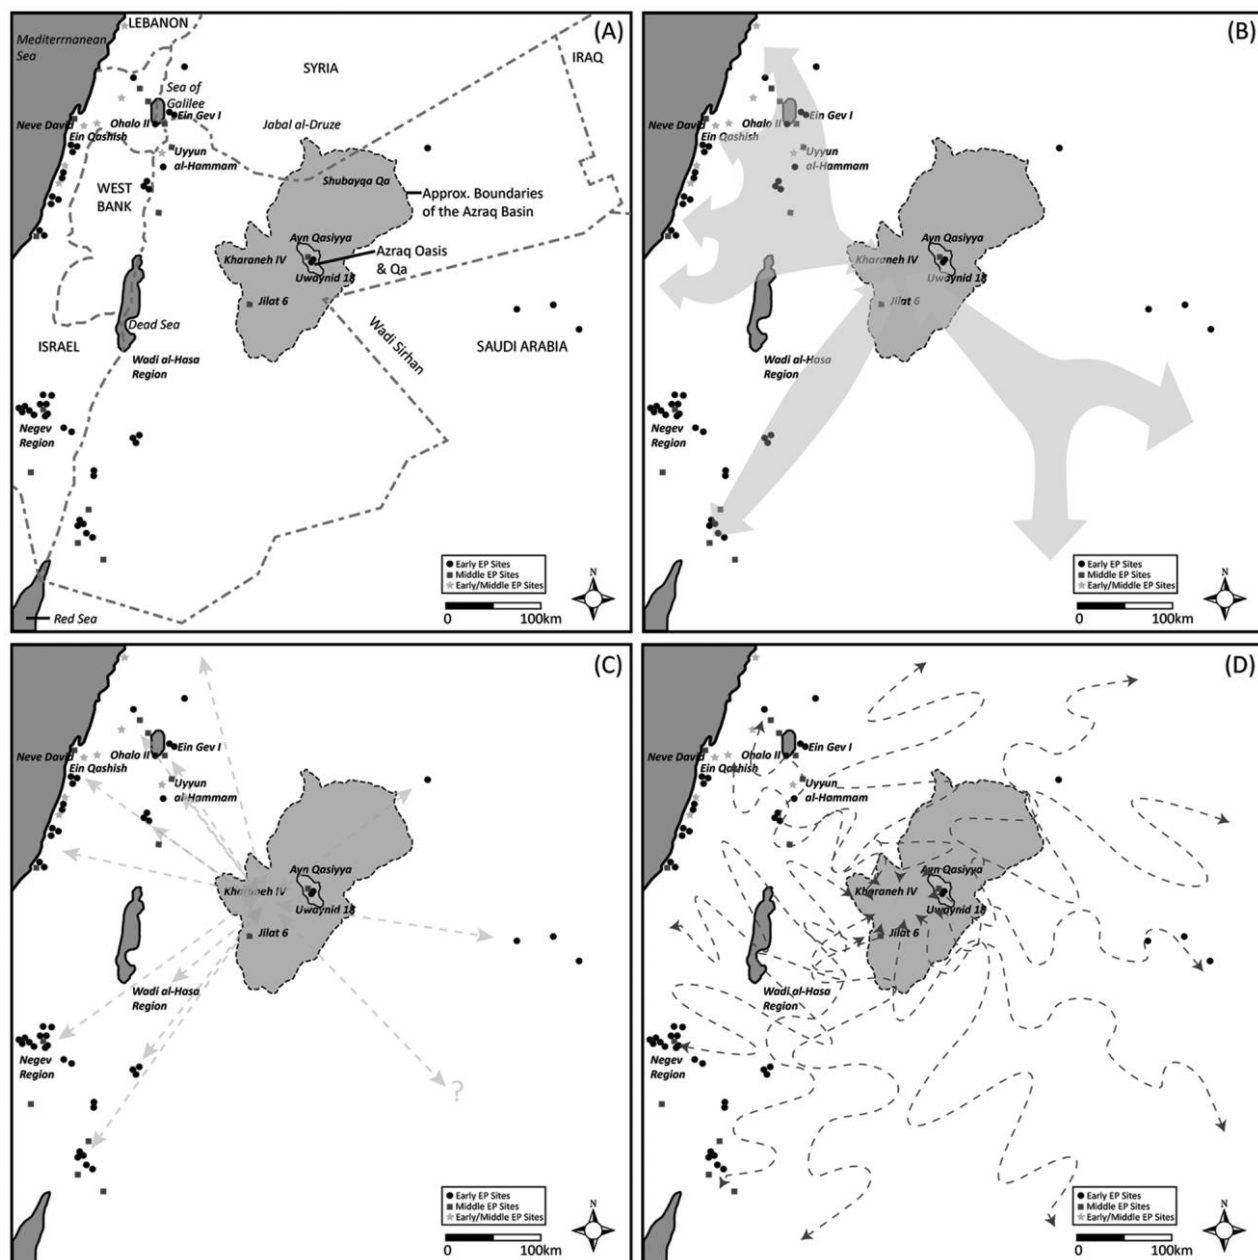 (A)
LEBANON
Mediterrnanean
Sea
SYRIA
IRAQ
Sea of
Galilee
Neve David
Ohalo II
Ein Gev I
Ein Qashish
Jabal al-Druze
Uyyun
al-Hammam
WEST
BANK
Shubayqa Qa
Approx. Boundaries
of the Azraq Basin
Ayn Qasiyya
Kharaneh IV
Azraq Oasis
& Qa
Uwaynid 18
Jilat 6
Dead Sea
ISRAEL
Wadi Sirhan
SAUDI ARABIA
Wadi al-Hasa
Region
Negev
Region
Red Sea
Early EP Sites
Middle EP Sites
Early/Middle EP Sites
0 100km
N
(B)
Neve David
Ohalo II
Ein Gev I
Ein Qashish
Uyyun
al-Hammam
Ayn Qasiyya
Kharaneh IV
Uwaynid 18
Jilat 6
Wadi al-Hasa
Region
Negev
Region
Early EP Sites
Middle EP Sites
Early/Middle EP Sites
0 100km
N
(C)
Neve David
Ohalo II
Ein Gev I
Ein Qashish
Uyyun
al-Hammam
Ayn Qasiyya
Kharaneh IV
Uwaynid 18
Jilat 6
Wadi al-Hasa
Region
Negev
Region
?
Early EP Sites
Middle EP Sites
Early/Middle EP Sites
0 100km
N
(D)
Neve David
Ohalo II
Ein Gev I
Ein Qashish
Uyyun
al-Hammam
Ayn Qasiyya
Kharaneh IV
Uwaynid 18
Jilat 6
Wadi al-Hasa
Region
Negev
Region
Early EP Sites
Middle EP Sites
Early/Middle EP Sites
0 100km
N